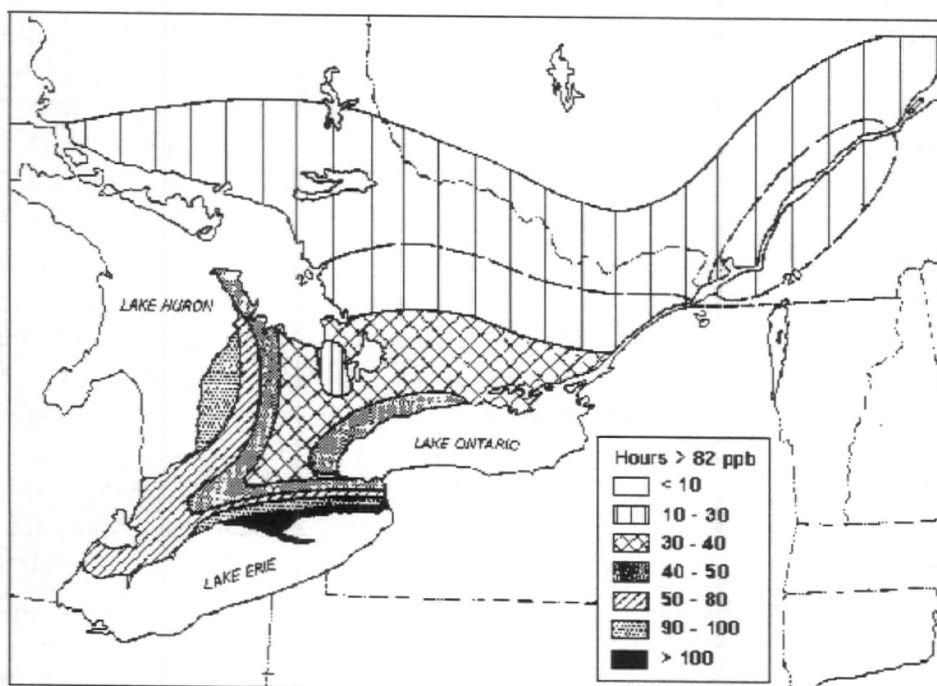 20
20
20
LAKE HURON
LAKE ONTARIO
LAKE ERIE
Hours > 82 ppb
< 10
10 - 30
30 - 40
40 - 50
50 - 80
90 - 100
> 100